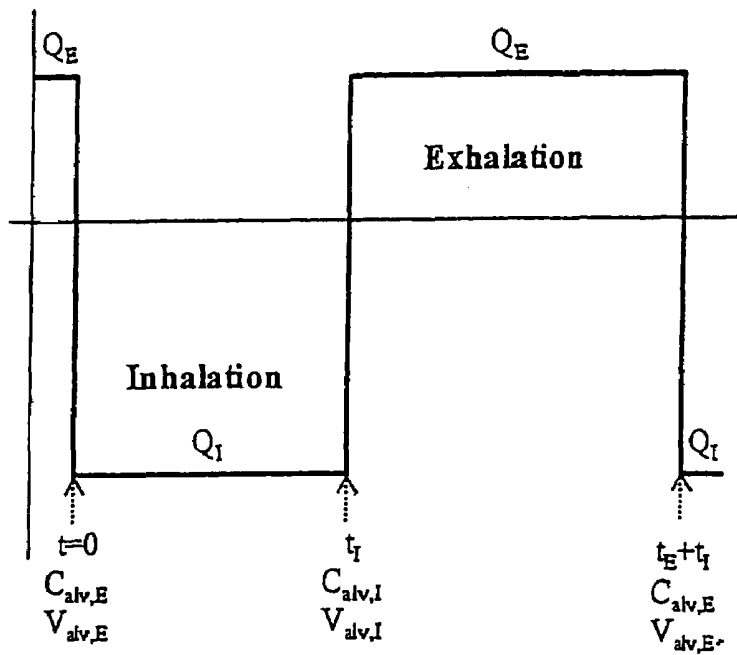 Q_E
Q_E
Exhalation
Inhalation
Q_I
Q_I
t=0
t_I
t_E+t_I
C_alv,E
C_alv,I
C_alv,E
V_alv,E
V_alv,I
V_alv,E.